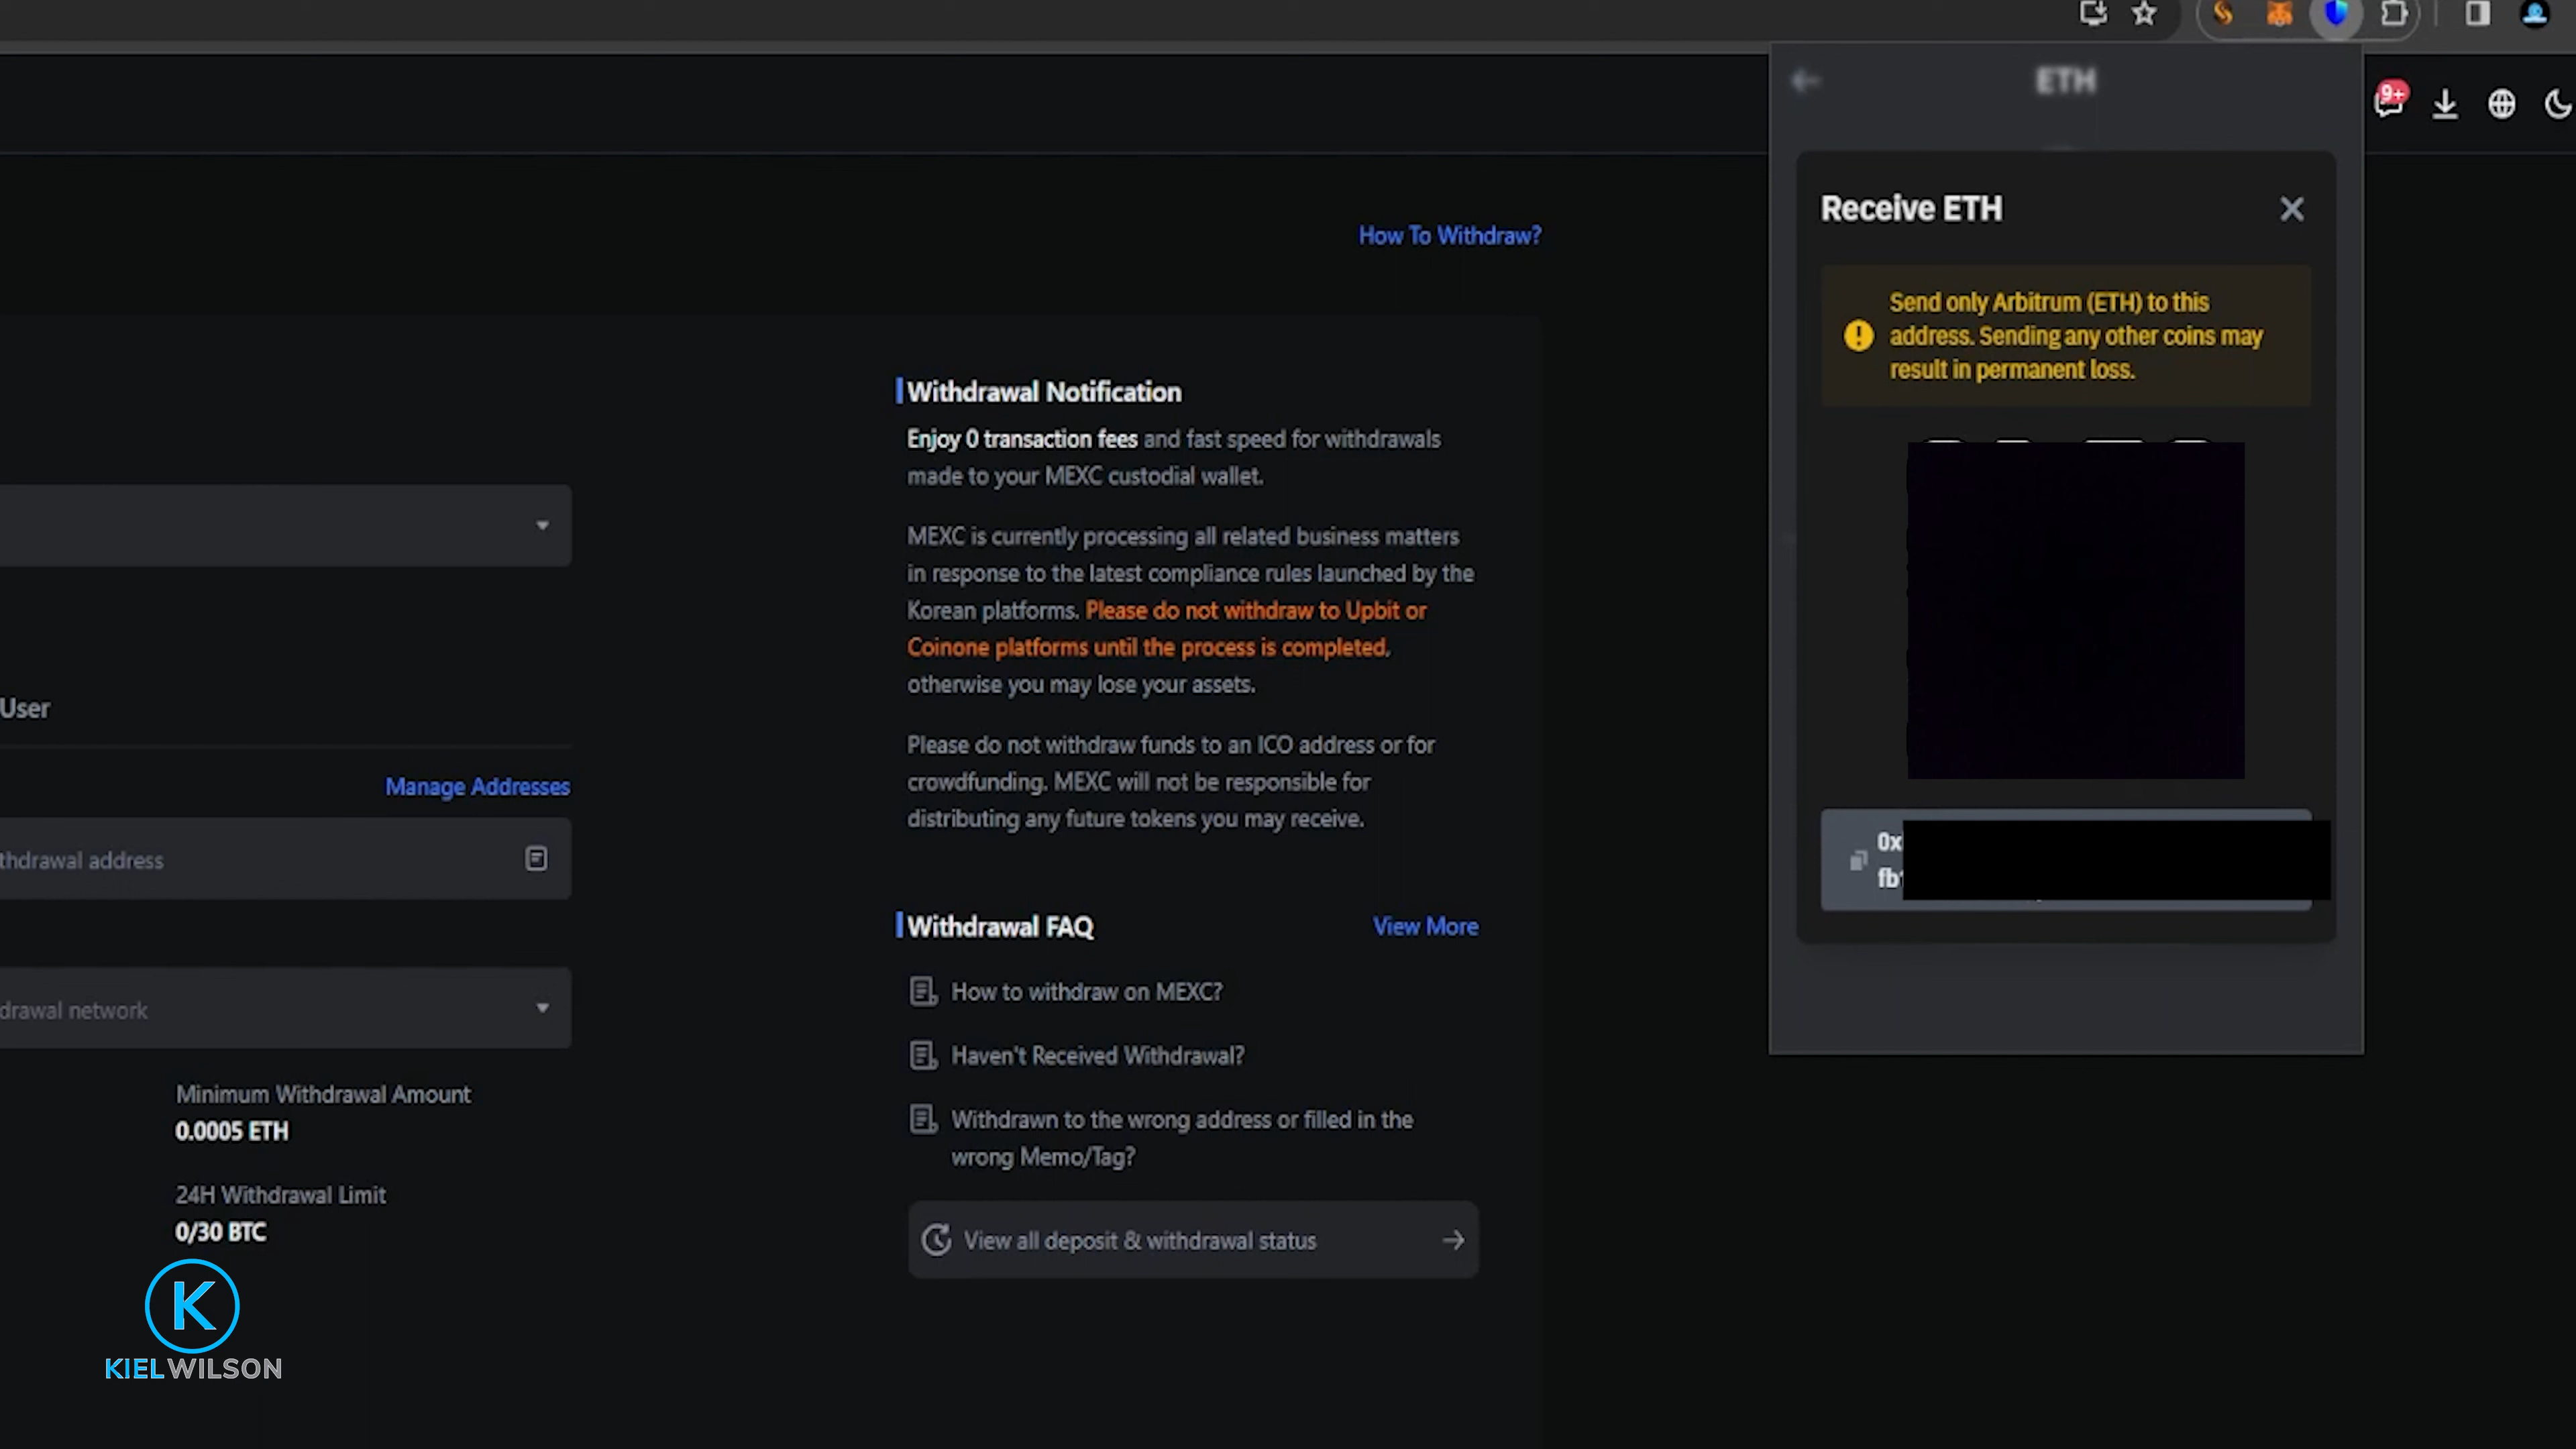 ETH
9+
Receive ETH
How To Withdraw?
Send only Arbitrum (ETH) to this
address. Sending any other coins may
result in permanent loss.
Withdrawal Notification
Enjoy 0 transaction fees and fast speed for withdrawals
made to your MEXC custodial wallet.
MEXC is currently processing all related business matters
in response to the latest compliance rules launched by the
Korean platforms. Please do not withdraw to Upbit or
Coinone platforms until the process is completed,
otherwise you may lose your assets.
User
Please do not withdraw funds to an ICO address or for
crowdfunding. MEXC will not be responsible for
distributing any future tokens you may receive.
Manage Addresses
thdrawal address
0x
fb
Withdrawal FAQ
View More
How to withdraw on MEXC?
drawal network
Haven't Received Withdrawal?
Minimum Withdrawal Amount
0.0005 ETH
Withdrawn to the wrong address or filled in the
wrong Memo/Tag?
24H Withdrawal Limit
0/30 BTC
View all deposit & withdrawal status
K
KIELWILSON